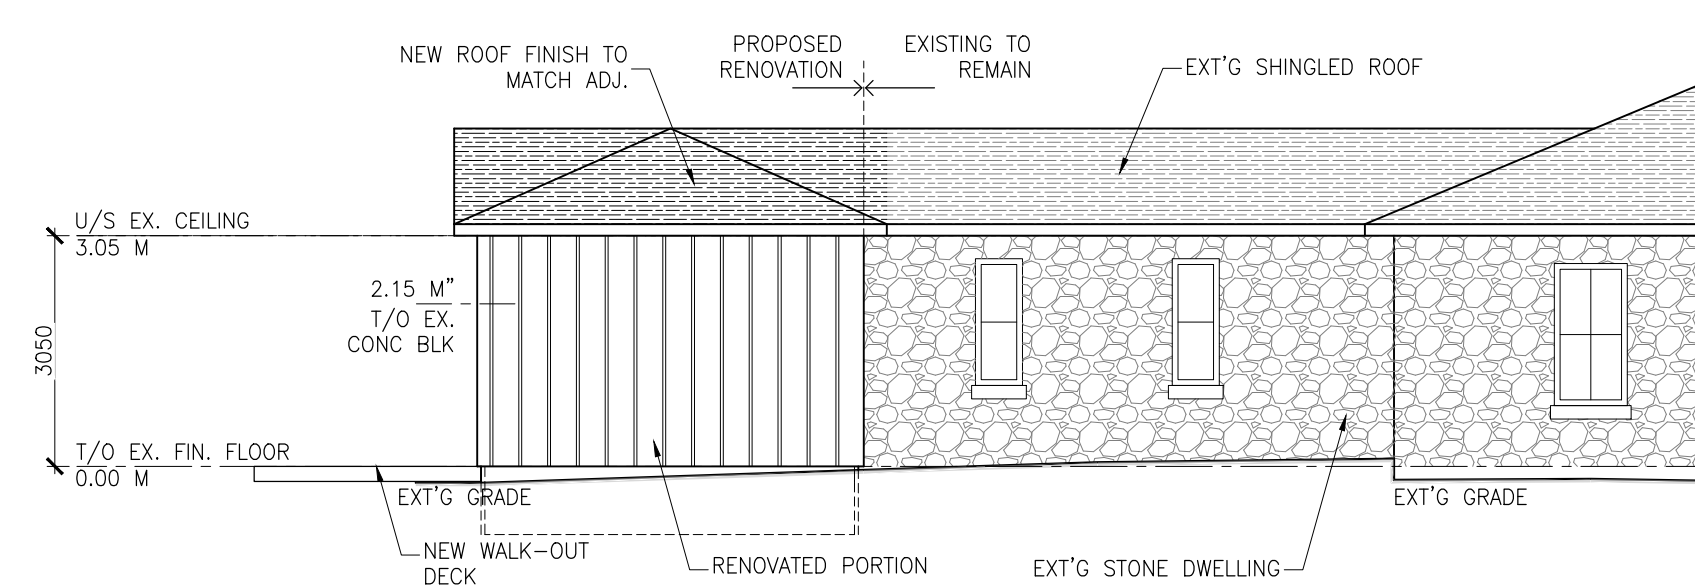 NEW ROOF FINISH TO
MATCH ADJ.
PROPOSED
RENOVATION
EXISTING TO
REMAIN
EXT'G SHINGLED ROOF
U/S EX. CEILING
3.05 M
2.15 M"
T/O EX.
CONC BLK
3050
T/O EX. FIN. FLOOR
0.00 M
EXT'G GRADE
EXT'G GRADE
NEW WALK-OUT
DECK
RENOVATED PORTION
EXT'G STONE DWELLING